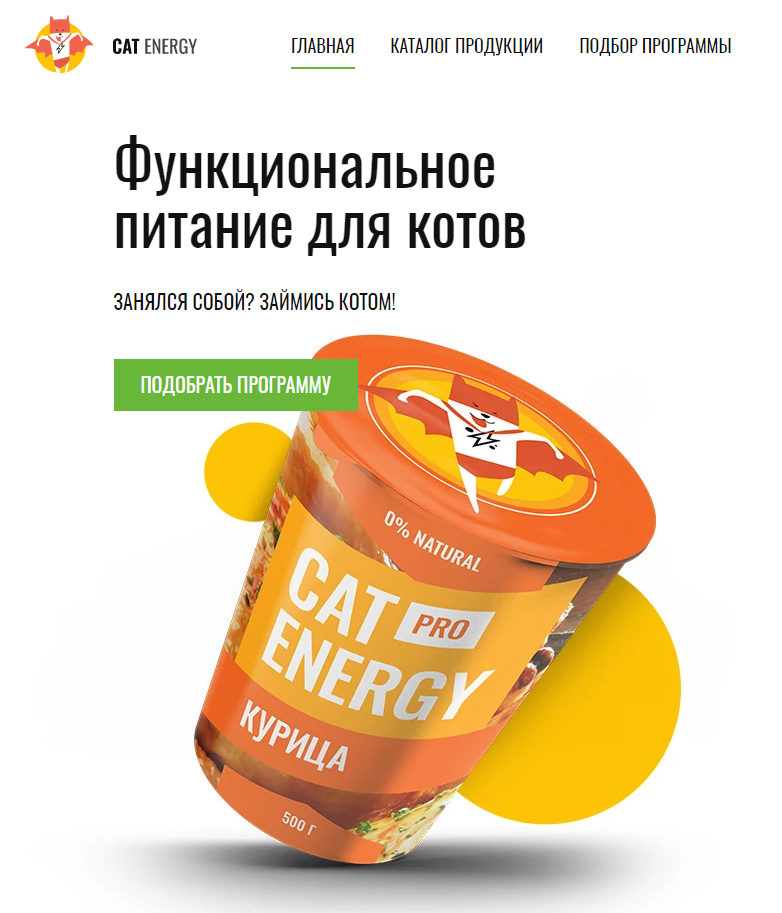 CAT ENERGY
ГЛАВНАЯ
КАТАЛОГ ПРОДУКЦИИ
ПОДБОР ПРОГРАММЫ
Функциональное
питание для котов
ЗАНЯЛСЯ СОБОЙ? ЗАЙМИСЬ КОТОМ!
ПОДОБРАТЬ ПРОГРАММУ
0% NATURAL
CAT PRO
ENERGY
КУРИЦА
500 Г